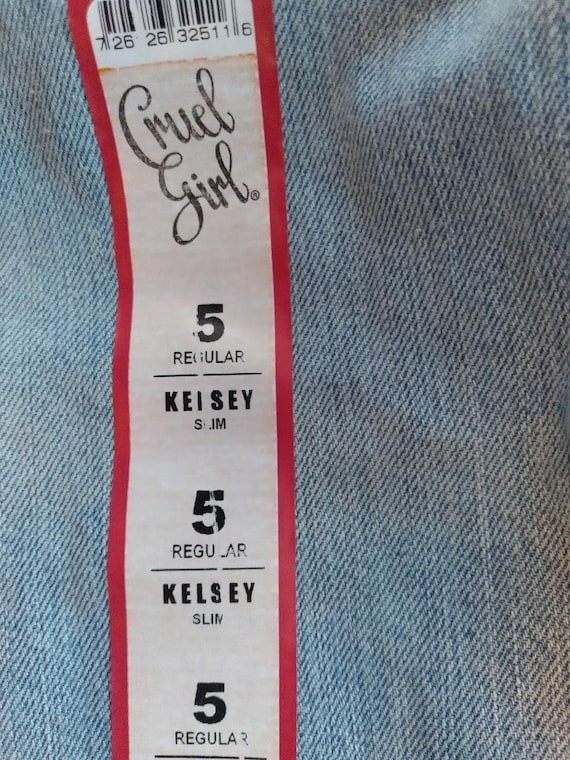 7 26 26 32511 6
Cruel
Girl®
5
REGULAR
KELSEY
SLIM
5
REGULAR
KELSEY
SLIM
5
REGULAR